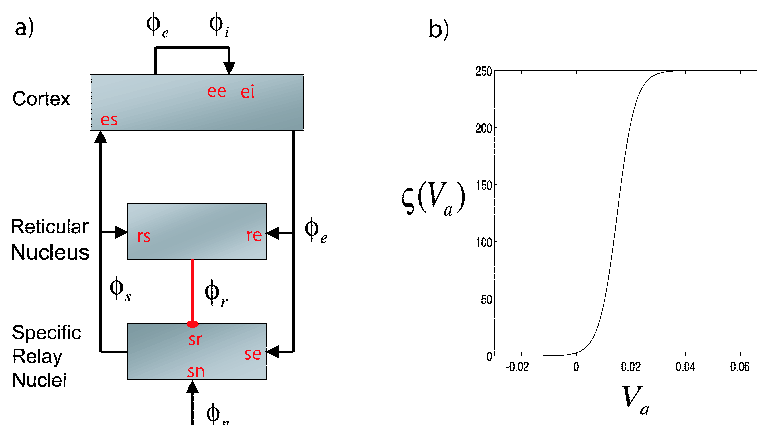 a)
ϕe ϕi
Cortex
ee ei
es
Reticular
Nucleus
rs re
ϕe
ϕs
ϕr
Specific
Relay
Nuclei
sr
se
sn
b)
250
200
150
100
50
0
ς(Va)
-0.02 0 0.02 0.04 0.06
Va